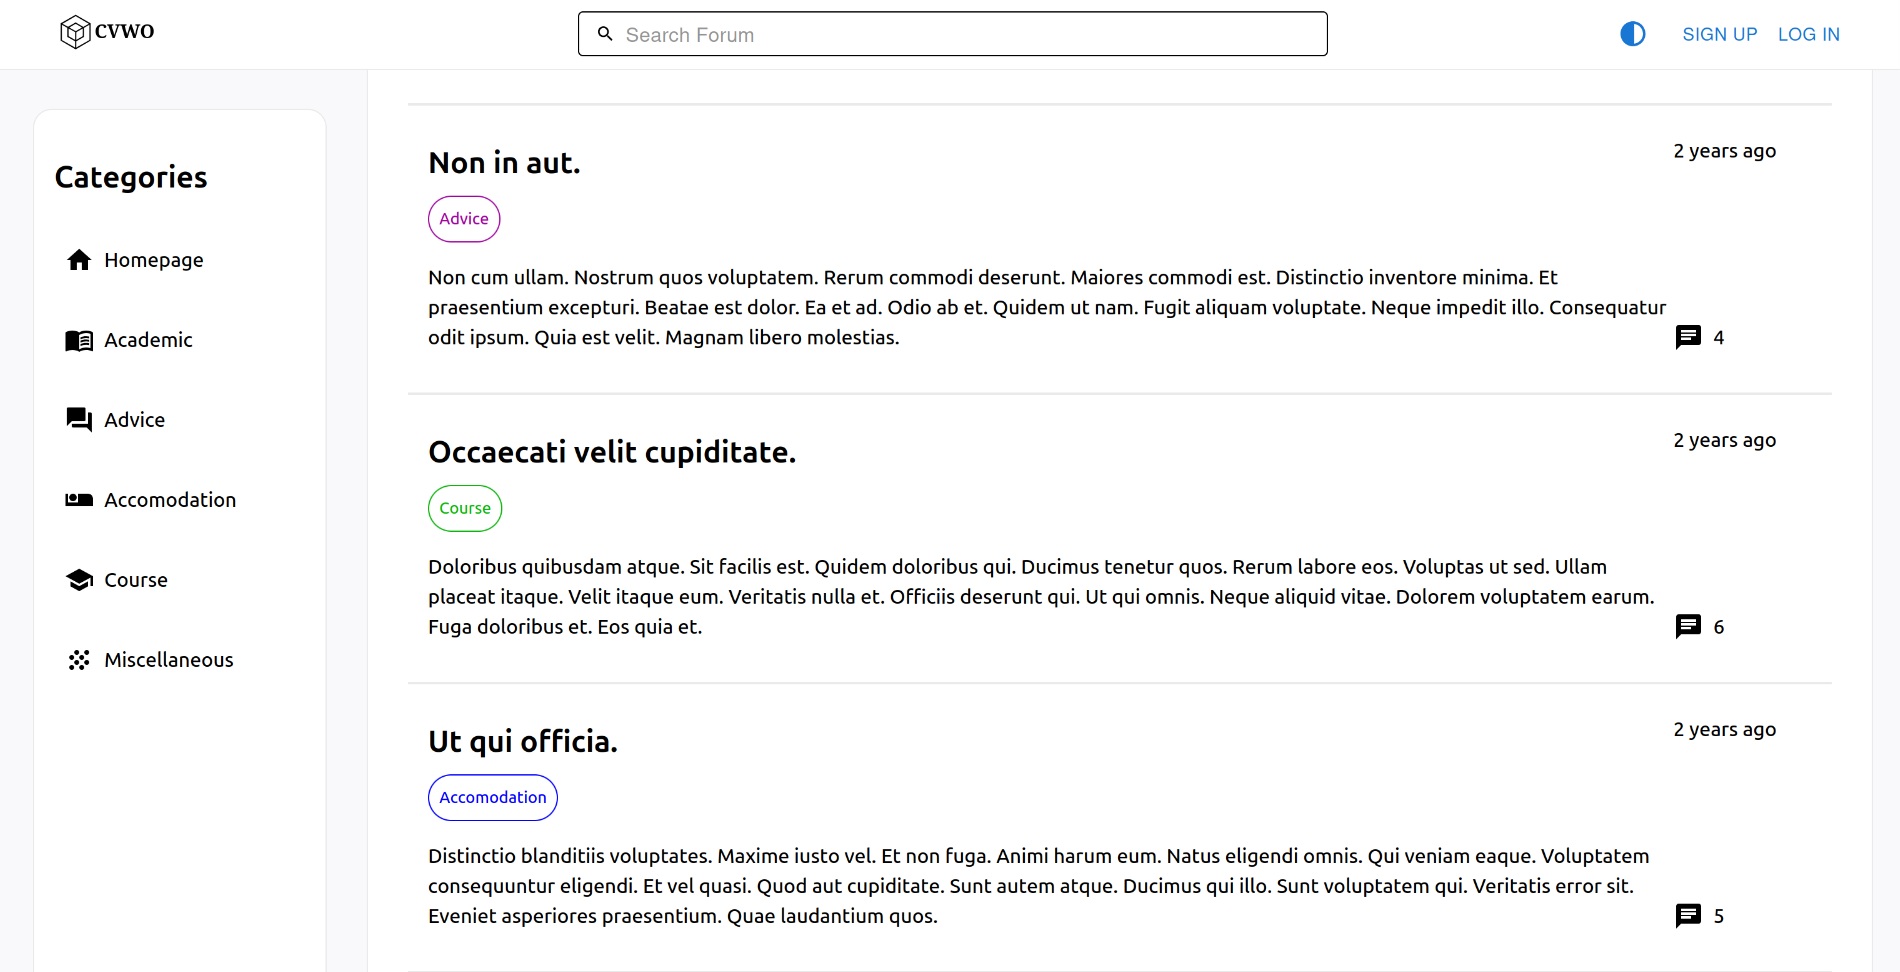 CVWO
Search Forum
SIGN UP
LOG IN
Categories
Homepage
Academic
Advice
Accomodation
Course
Miscellaneous
Non in aut.
2 years ago
Advice
Non cum ullam. Nostrum quos voluptatem. Rerum commodi deserunt. Maiores commodi est. Distinctio inventore minima. Et
praesentium excepturi. Beatae est dolor. Ea et ad. Odio ab et. Quidem ut nam. Fugit aliquam voluptate. Neque impedit illo. Consequatur
odit ipsum. Quia est velit. Magnam libero molestias.
4
Occaecati velit cupiditate.
2 years ago
Course
Doloribus quibusdam atque. Sit facilis est. Quidem doloribus qui. Ducimus tenetur quos. Rerum labore eos. Voluptas ut sed. Ullam
placeat itaque. Velit itaque eum. Veritatis nulla et. Officiis deserunt qui. Ut qui omnis. Neque aliquid vitae. Dolorem voluptatem earum.
Fuga doloribus et. Eos quia et.
6
Ut qui officia.
2 years ago
Accomodation
Distinctio blanditiis voluptates. Maxime iusto vel. Et non fuga. Animi harum eum. Natus eligendi omnis. Qui veniam eaque. Voluptatem
consequuntur eligendi. Et vel quasi. Quod aut cupiditate. Sunt autem atque. Ducimus qui illo. Sunt voluptatem qui. Veritatis error sit.
Eveniet asperiores praesentium. Quae laudantium quos.
5